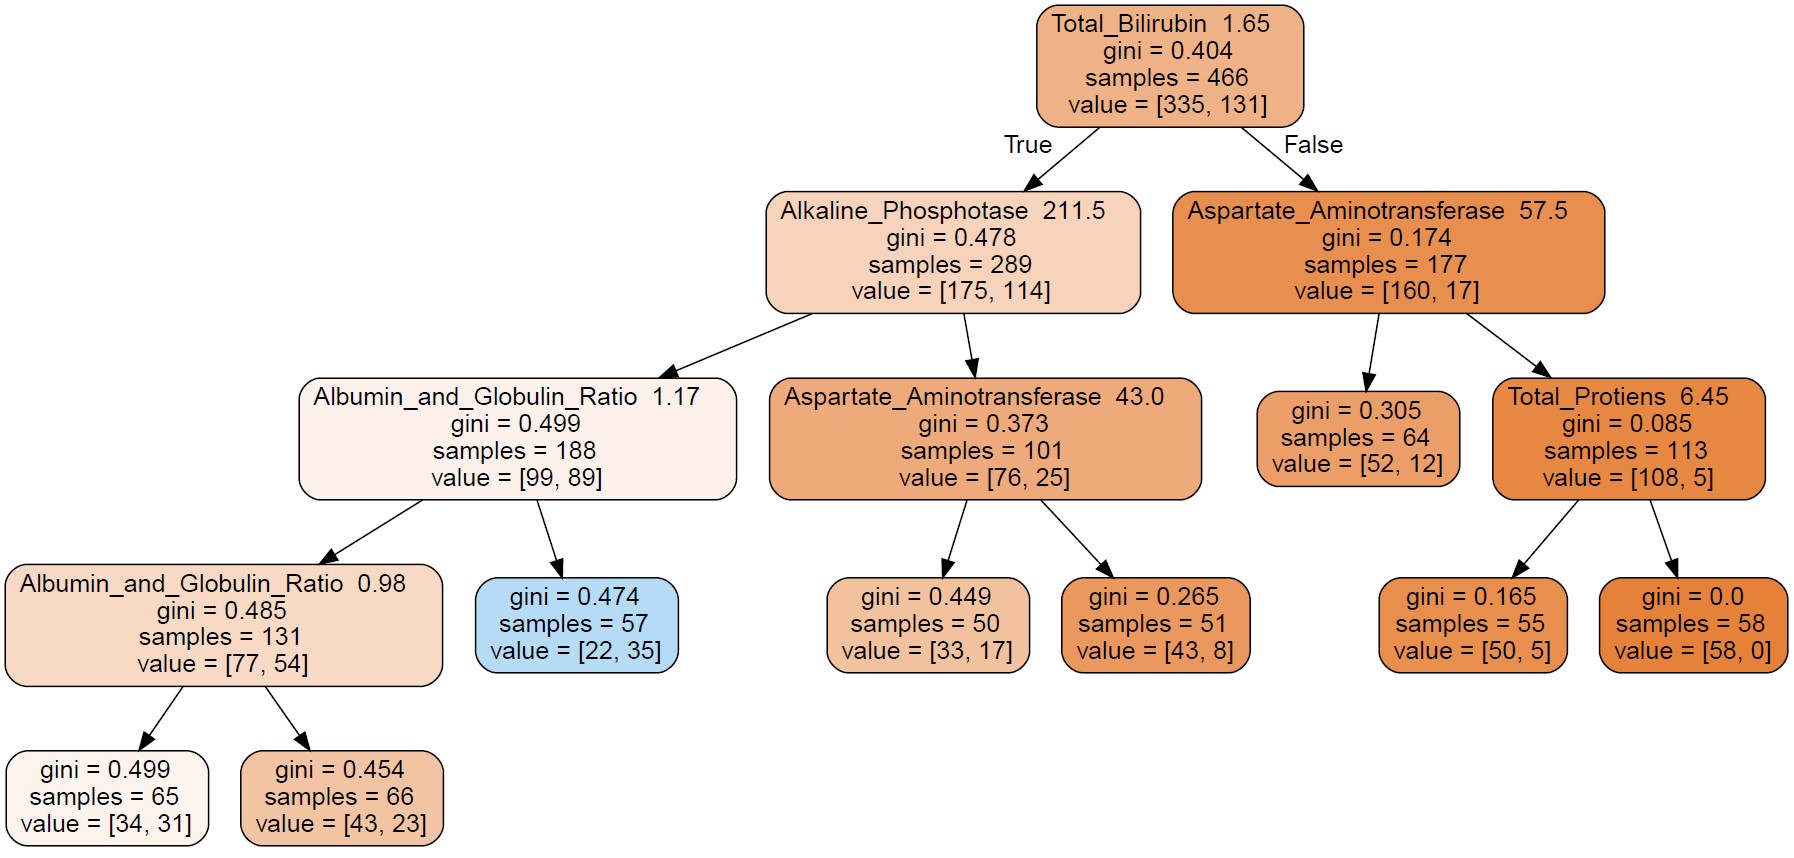 Total_Bilirubin  1.65
gini = 0.404
samples = 466
value = [335, 131]
True
False
Alkaline_Phosphotase  211.5
gini = 0.478
samples = 289
value = [175, 114]
Aspartate_Aminotransferase  57.5
gini = 0.174
samples = 177
value = [160, 17]
Albumin_and_Globulin_Ratio  1.17
gini = 0.499
samples = 188
value = [99, 89]
Aspartate_Aminotransferase  43.0
gini = 0.373
samples = 101
value = [76, 25]
gini = 0.305
samples = 64
value = [52, 12]
Total_Protiens  6.45
gini = 0.085
samples = 113
value = [108, 5]
Albumin_and_Globulin_Ratio  0.98
gini = 0.485
samples = 131
value = [77, 54]
gini = 0.474
samples = 57
value = [22, 35]
gini = 0.449
samples = 50
value = [33, 17]
gini = 0.265
samples = 51
value = [43, 8]
gini = 0.165
samples = 55
value = [50, 5]
gini = 0.0
samples = 58
value = [58, 0]
gini = 0.499
samples = 65
value = [34, 31]
gini = 0.454
samples = 66
value = [43, 23]